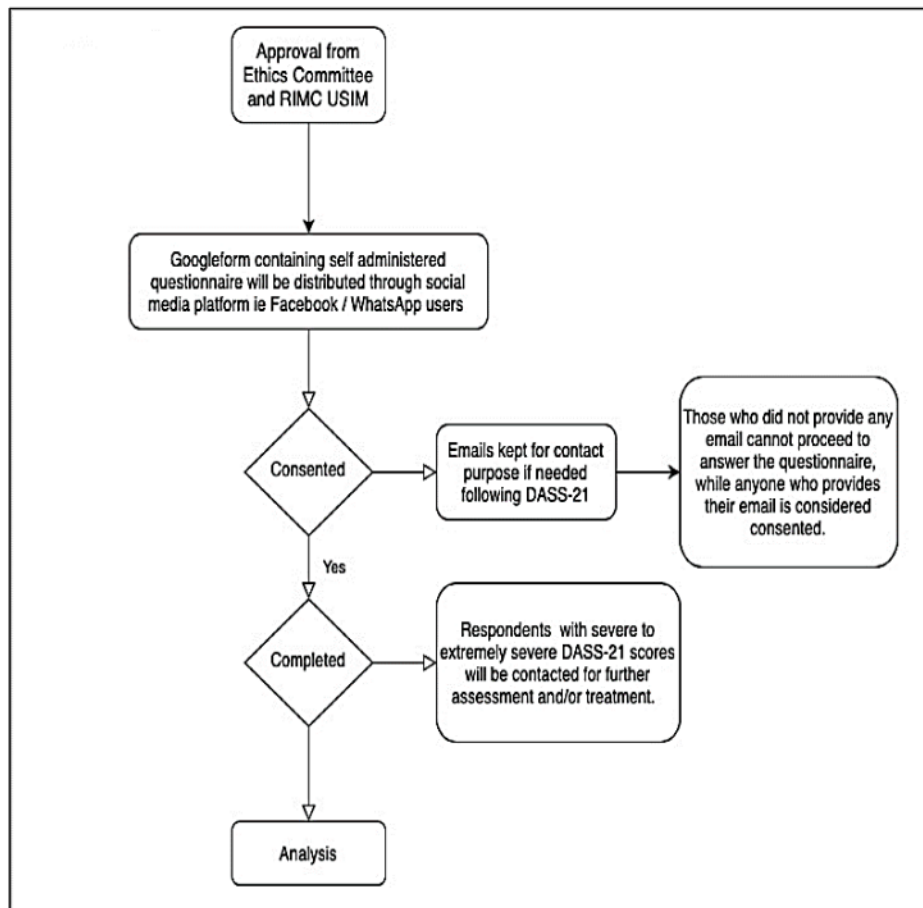 Approval from
Ethics Committee
and RIMC USIM
Googleform containing self administered
questionnaire will be distributed through social
media platform ie Facebook / WhatsApp users
Consented
Emails kept for contact
purpose if needed
following DASS-21
Those who did not provide any
email cannot proceed to
answer the questionnaire,
while anyone who provides
their email is considered
consented.
Yes
Completed
Respondents with severe to
extremely severe DASS-21 scores
will be contacted for further
assessment and/or treatment.
Analysis